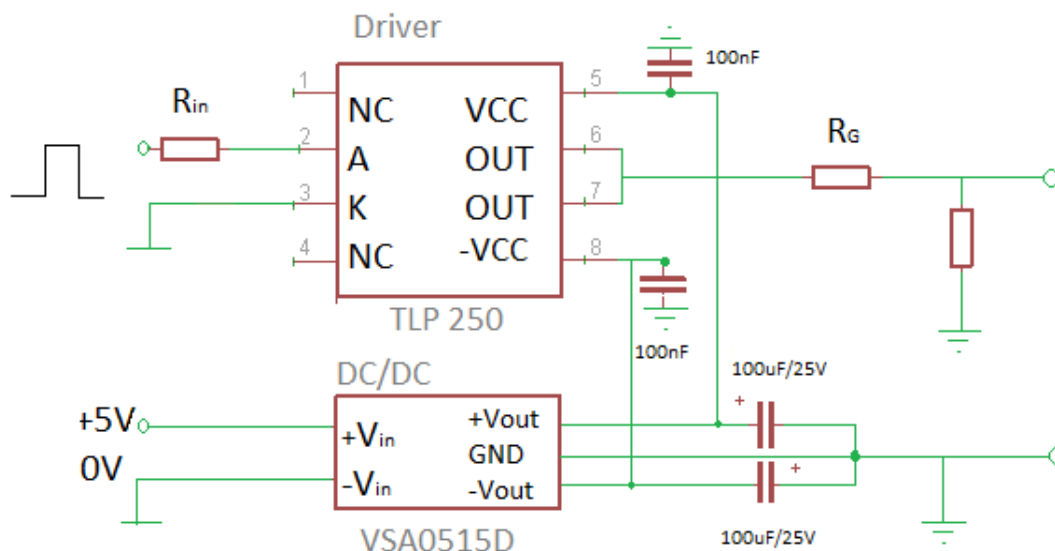 Driver
100nF
1
5
Rin
NC
VCC
2
6
RG
A
OUT
3
7
K
OUT
4
8
NC
-VCC
TLP 250
100nF
DC/DC
100uF/25V
+
+5V
+Vin
+Vout
0V
GND
-Vin
-Vout
+
VSA0515D
100uF/25V